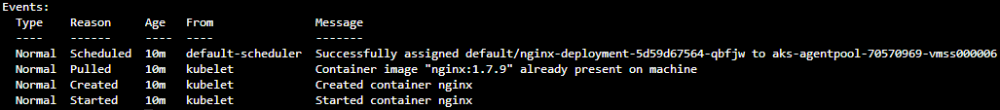 Events:
  Type    Reason     Age   From               Message
  ----    ------     ----  ----               -------
  Normal  Scheduled  10m   default-scheduler  Successfully assigned default/nginx-deployment-5d59d67564-qbfjw to aks-agentpool-70570969-vmss000006
  Normal  Pulled     10m   kubelet            Container image "nginx:1.7.9" already present on machine
  Normal  Created    10m   kubelet            Created container nginx
  Normal  Started    10m   kubelet            Started container nginx